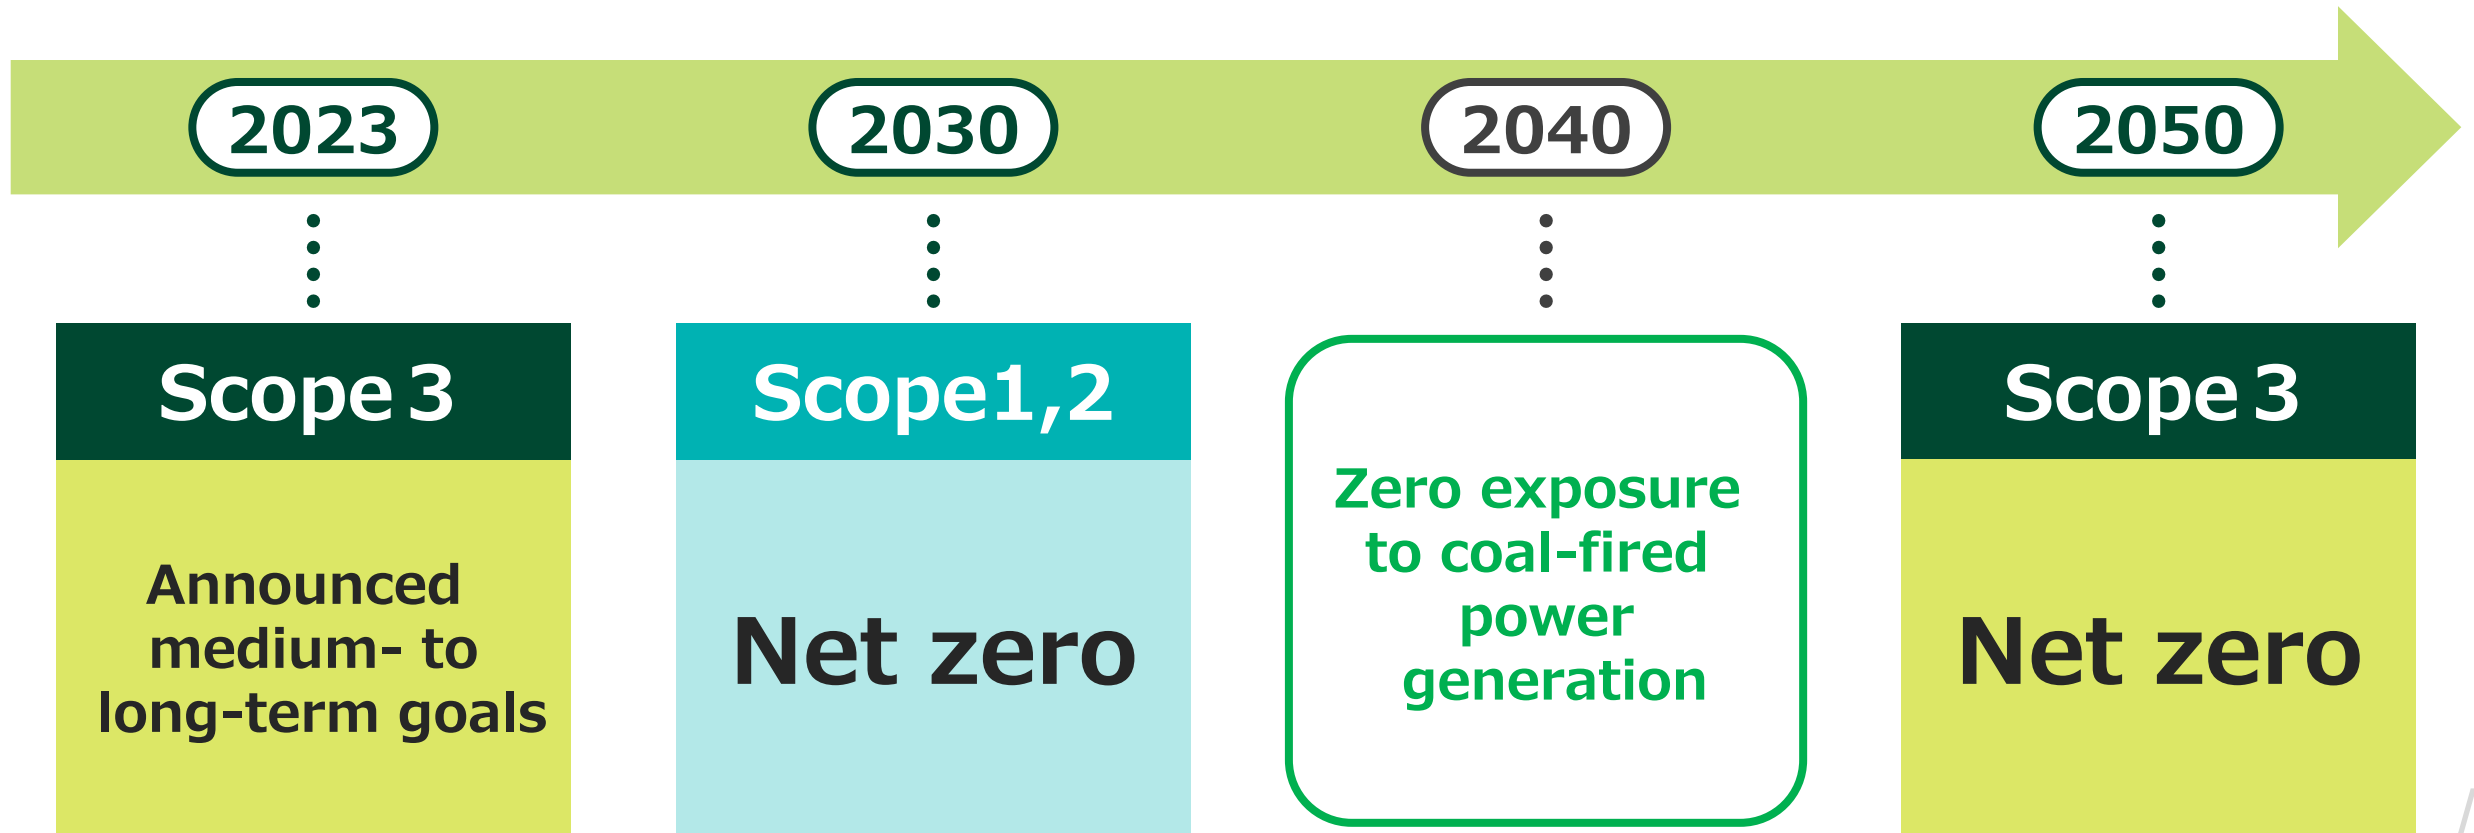 2023
2030
2040
2050
Scope 3
Announced
medium- to
long-term goals
Scope1,2
Net zero
Zero exposure
to coal-fired
power
generation
Scope 3
Net zero